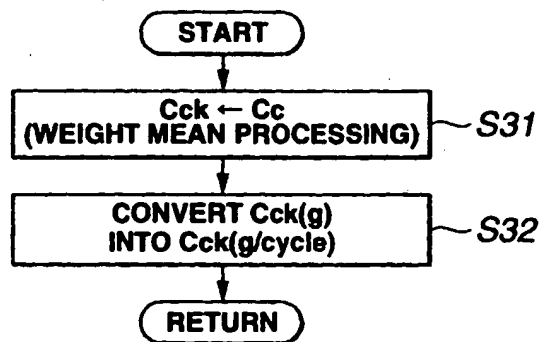 START
Cck ← Cc
(WEIGHT MEAN PROCESSING)
S31
CONVERT Cck(g)
INTO Cck(g/cycle)
S32
RETURN